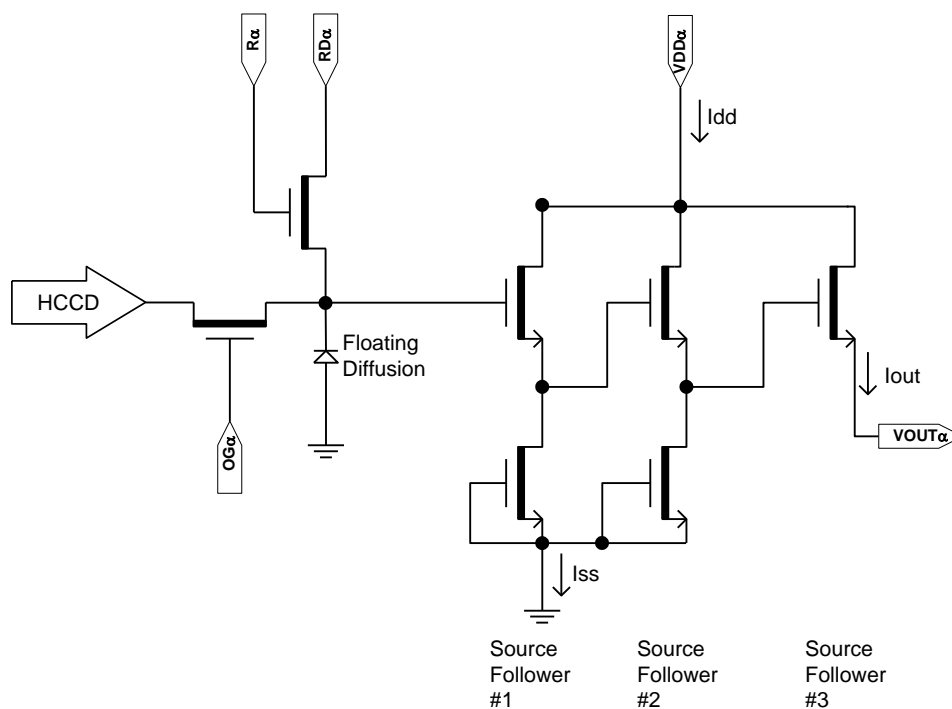 Rα
RDα
VDDα
Idd
HCCD
Floating
Diffusion
Iout
VOUTα
OGα
Iss
Source
Follower
#1
Source
Follower
#2
Source
Follower
#3